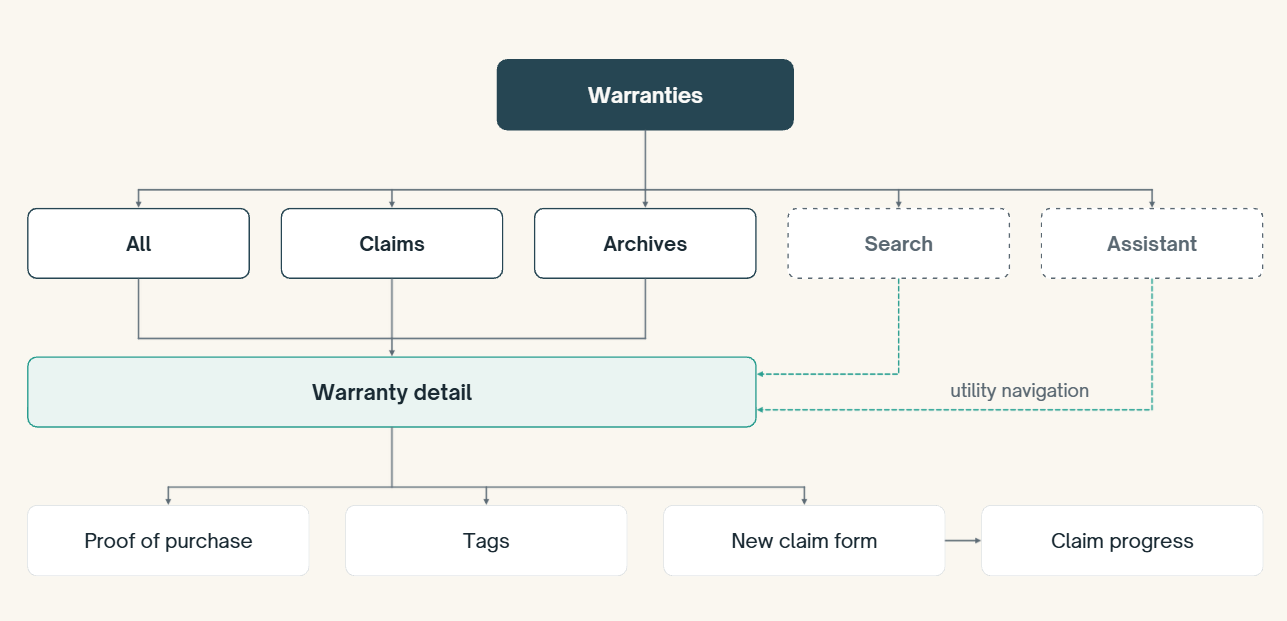 Warranties
All
Claims
Archives
Search
Assistant
Warranty detail
utility navigation
Proof of purchase
Tags
New claim form
Claim progress